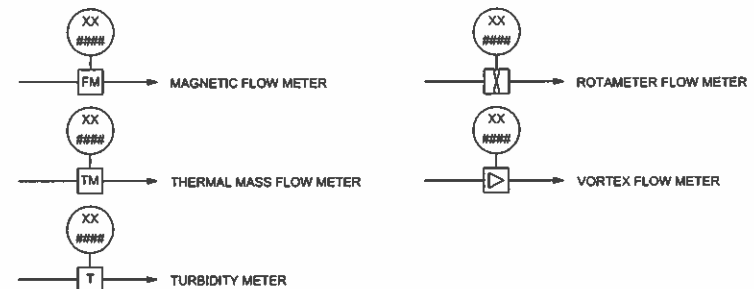 XX
####
FM
MAGNETIC FLOW METER
XX
####
TM
THERMAL MASS FLOW METER
XX
####
T
TURBIDITY METER
XX
####
ROTAMETER FLOW METER
XX
####
VORTEX FLOW METER